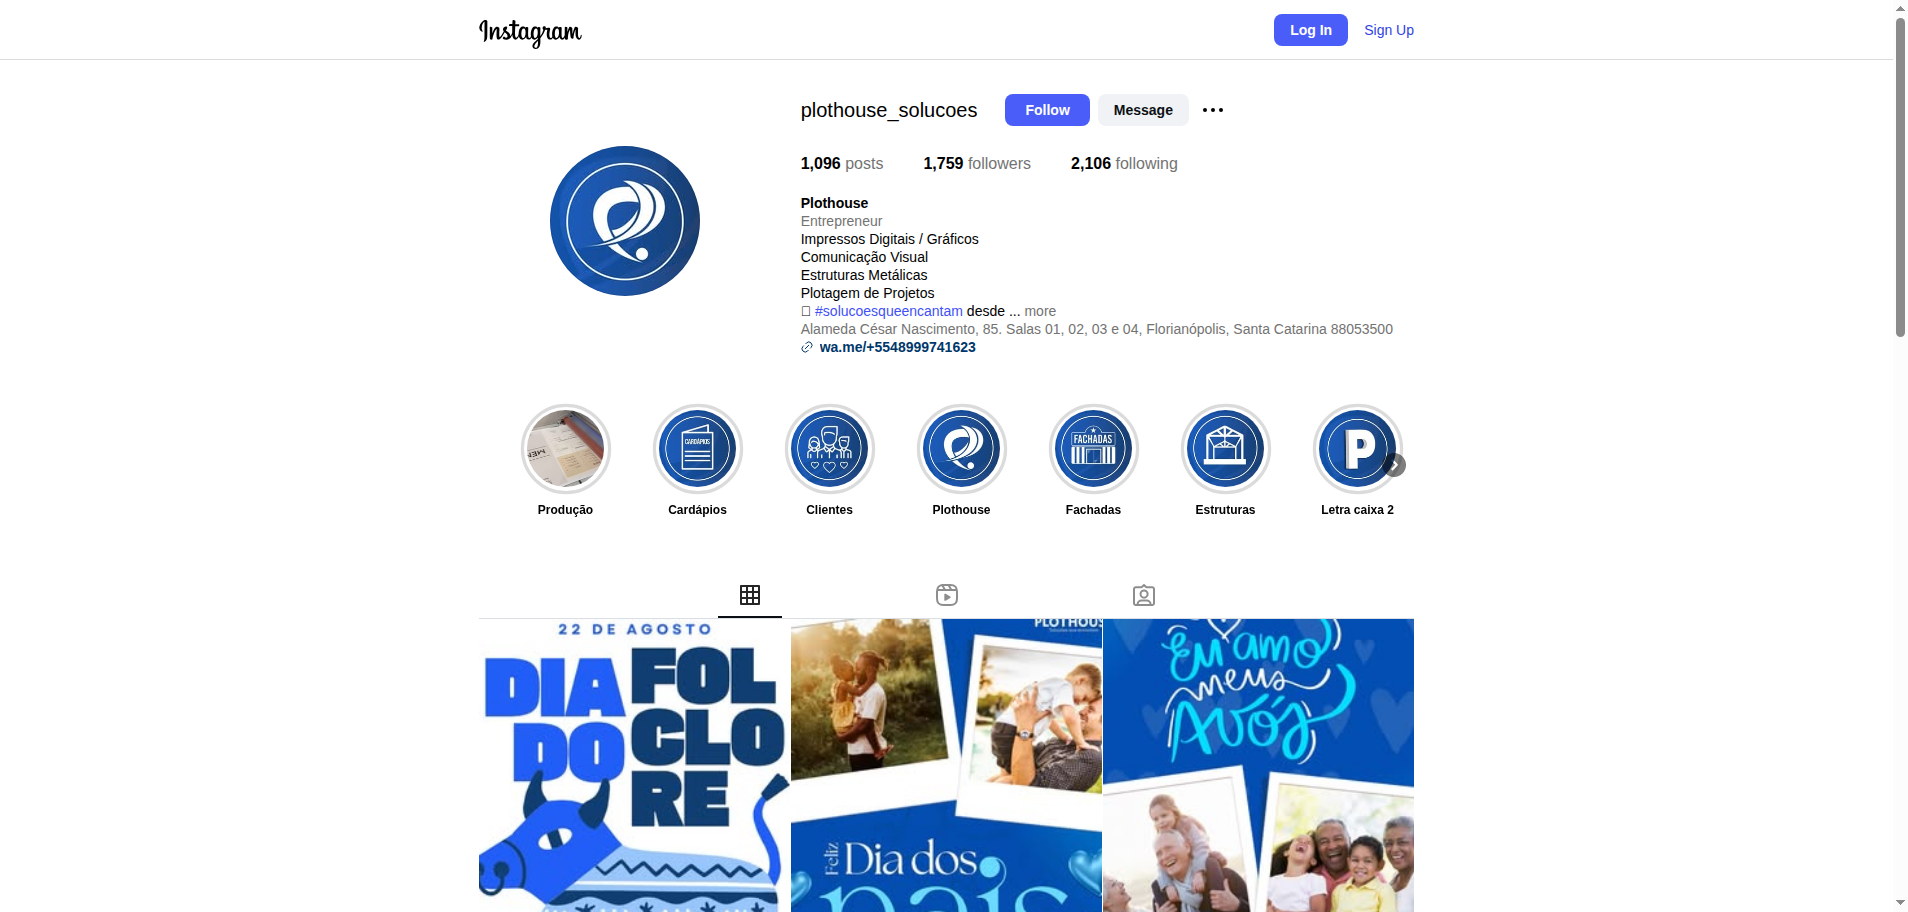 Instagram
Log In
Sign Up
plothouse_solucoes
Follow
Message
1,096 posts
1,759 followers
2,106 following
Plothouse
Entrepreneur
Impressos Digitais / Gráficos
Comunicação Visual
Estruturas Metálicas
Plotagem de Projetos
#solucoesqueencantam desde ... more
Alameda César Nascimento, 85. Salas 01, 02, 03 e 04, Florianópolis, Santa Catarina 88053500
wa.me/+5548999741623
CARDÁPIOS
FACHADAS
P
Produção
Cardápios
Clientes
Plothouse
Fachadas
Estruturas
Letra caixa 2
22 DE AGOSTO
DIA
DO
FOL
CLO
RE
PLOTHOUS
Feliz
Dia dos
pais
Eu amo
meus
Avós